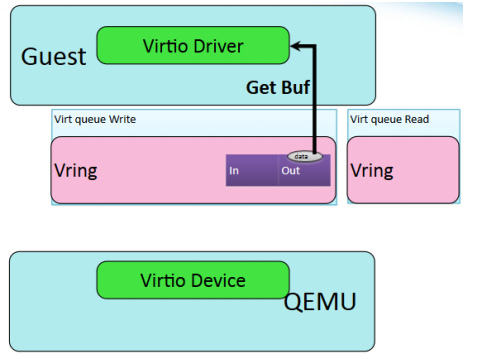 Virtio Driver
Guest
Get Buf
Virt queue Write
Virt queue Read
data
Vring
In
Out
Vring
Virtio Device
QEMU